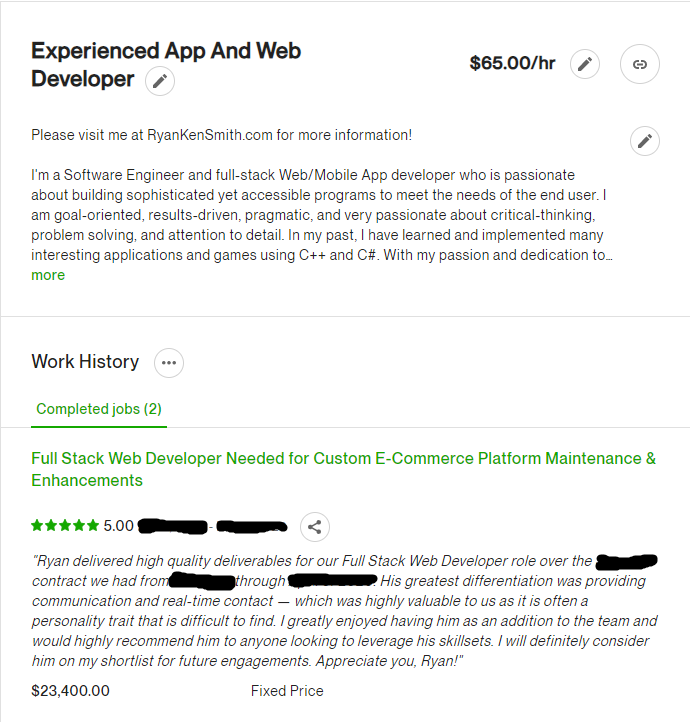 Experienced App And Web
Developer
$65.00/hr
Please visit me at RyanKenSmith.com for more information!
I'm a Software Engineer and full-stack Web/Mobile App developer who is passionate
about building sophisticated yet accessible programs to meet the needs of the end user. I
am goal-oriented, results-driven, pragmatic, and very passionate about critical-thinking,
problem solving, and attention to detail. In my past, I have learned and implemented many
interesting applications and games using C++ and C#. With my passion and dedication to...
more
Work History
Completed jobs (2)
Full Stack Web Developer Needed for Custom E-Commerce Platform Maintenance &
Enhancements
5.00 -
"Ryan delivered high quality deliverables for our Full Stack Web Developer role over the
contract we had from through . His greatest differentiation was providing
communication and real-time contact — which was highly valuable to us as it is often a
personality trait that is difficult to find. I greatly enjoyed having him as an addition to the team and
would highly recommend him to anyone looking to leverage his skillsets. I will definitely consider
him on my shortlist for future engagements. Appreciate you, Ryan!"
$23,400.00 Fixed Price